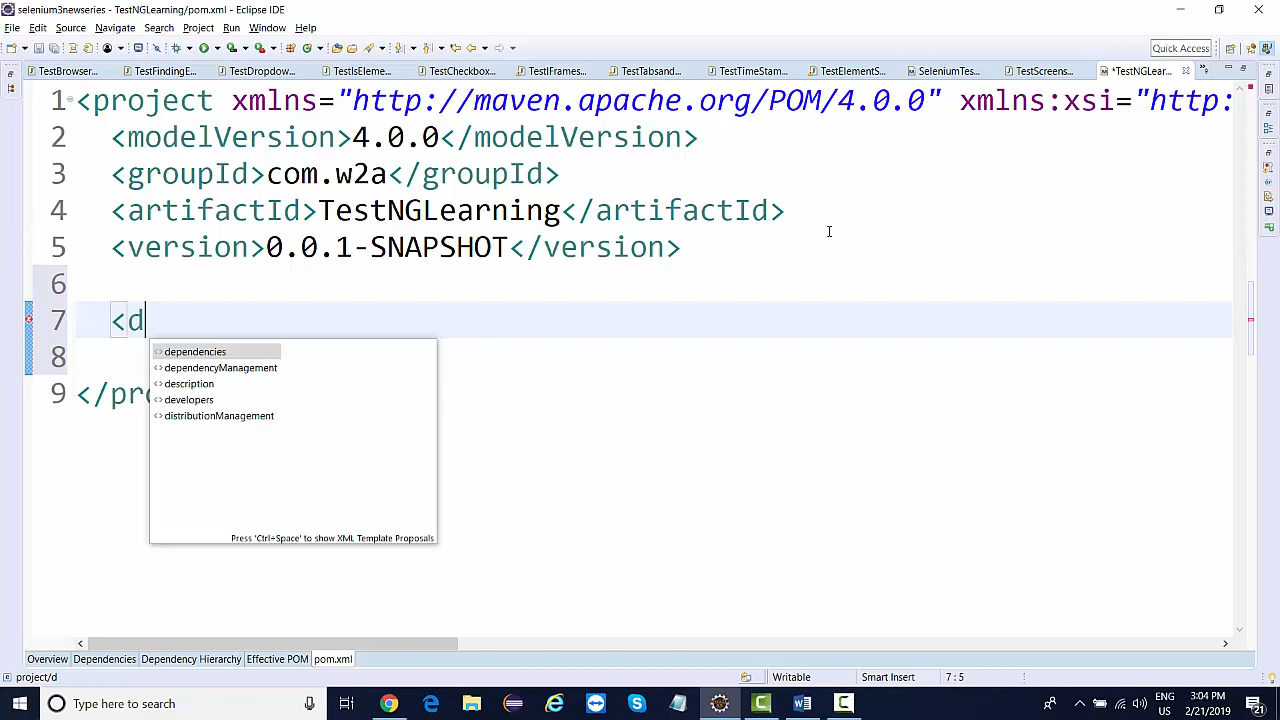 selenium3newseries - TestNGLearning/pom.xml - Eclipse IDE
File Edit Source Navigate Search Project Run Window Help
Quick Access
TestBrowser... TestFindingE... TestDropdow... TestIsEleme... TestCheckbox... TestIFrames... TestTabsand... TestTimeStam... TestElementS... SeleniumTes... TestScreens... *TestNGLear...
1 <project xmlns="http://maven.apache.org/POM/4.0.0" xmlns:xsi="http:
2 <modelVersion>4.0.0</modelVersion>
3 <groupId>com.w2a</groupId>
4 <artifactId>TestNGLearning</artifactId>
5 <version>0.0.1-SNAPSHOT</version>
6
7 <d
8
9 </pro
dependencies
dependencyManagement
description
developers
distributionManagement
Press 'Ctrl+Space' to show XML Template Proposals
Overview Dependencies Dependency Hierarchy Effective POM pom.xml
project/d Writable Smart Insert 7 : 5
Type here to search
ENG
US
3:04 PM
2/21/2019
21